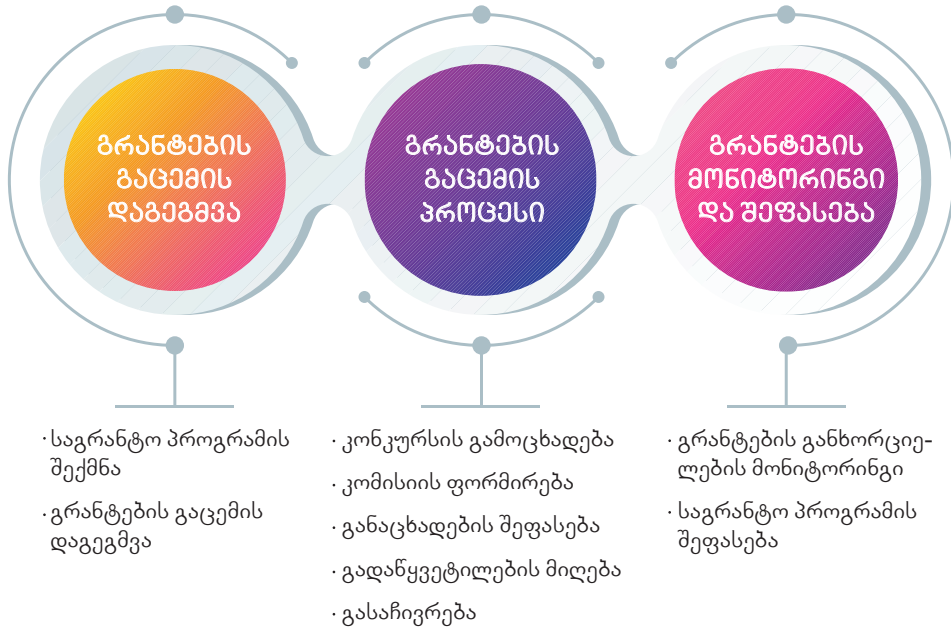 გრანტების
გაცემის
დაგეგმვა
გრანტების
გაცემის
პროცესი
გრანტების
მონიტორინგი
და შეფასება
· საგრანტო პროგრამის
შექმნა
· გრანტების გაცემის
დაგეგმვა
· კონკურსის გამოცხადება
· კომისიის ფორმირება
· განაცხადების შეფასება
· გადაწყვეტილების მიღება
· გასაჩივრება
· გრანტების განხორციე-
ლების მონიტორინგი
· საგრანტო პროგრამის
შეფასება